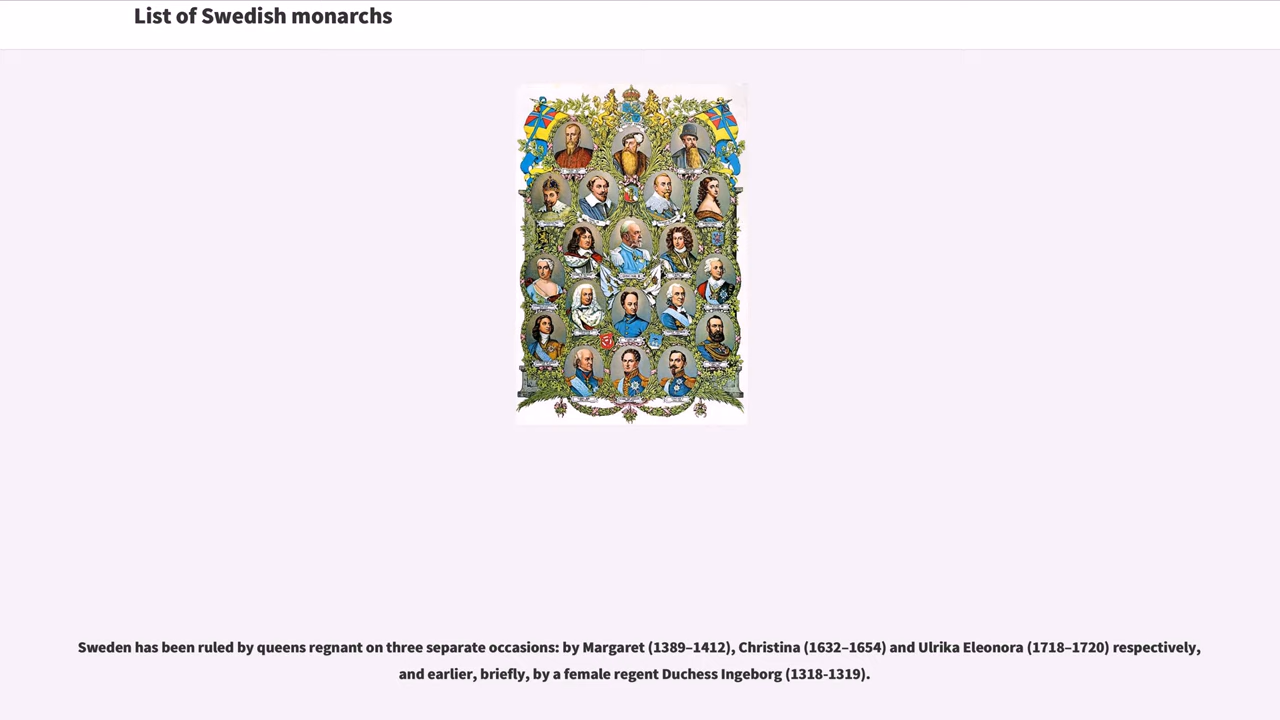 List of Swedish monarchs
Sweden has been ruled by queens regnant on three separate occasions: by Margaret (1389–1412), Christina (1632–1654) and Ulrika Eleonora (1718–1720) respectively,
and earlier, briefly, by a female regent Duchess Ingeborg (1318-1319).